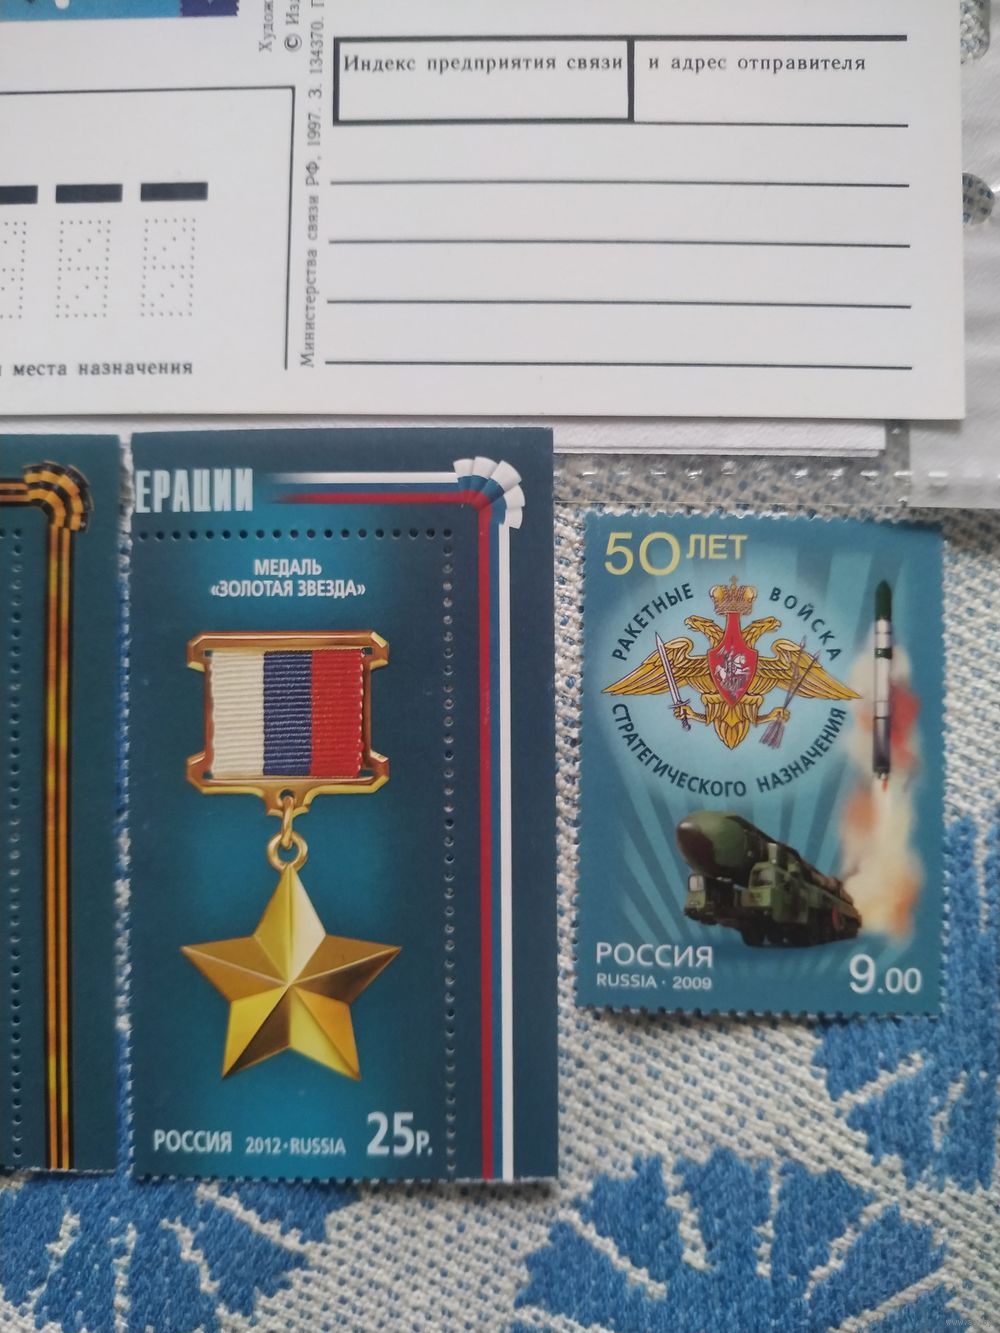 Индекс предприятия связи
и адрес отправителя
Министерства связи РФ, 1997. З. 134370.
места назначения
ЕРАЦИИ
МЕДАЛЬ
«ЗОЛОТАЯ ЗВЕЗДА»
РОССИЯ 2012·RUSSIA 25Р.
50 ЛЕТ
РАКЕТНЫЕ ВОЙСКА
СТРАТЕГИЧЕСКОГО НАЗНАЧЕНИЯ
РОССИЯ
RUSSIA · 2009
9.00